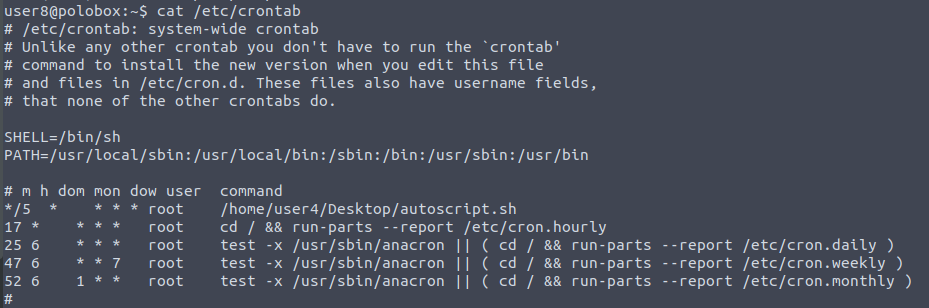 user8@polobox:~$ cat /etc/crontab
# /etc/crontab: system-wide crontab
# Unlike any other crontab you don't have to run the `crontab'
# command to install the new version when you edit this file
# and files in /etc/cron.d. These files also have username fields,
# that none of the other crontabs do.

SHELL=/bin/sh
PATH=/usr/local/sbin:/usr/local/bin:/sbin:/bin:/usr/sbin:/usr/bin

# m h dom mon dow user  command
*/5  *    * * * root    /home/user4/Desktop/autoscript.sh
17 *    * * *   root    cd / && run-parts --report /etc/cron.hourly
25 6    * * *   root    test -x /usr/sbin/anacron || ( cd / && run-parts --report /etc/cron.daily )
47 6    * * 7   root    test -x /usr/sbin/anacron || ( cd / && run-parts --report /etc/cron.weekly )
52 6    1 * *   root    test -x /usr/sbin/anacron || ( cd / && run-parts --report /etc/cron.monthly )
#